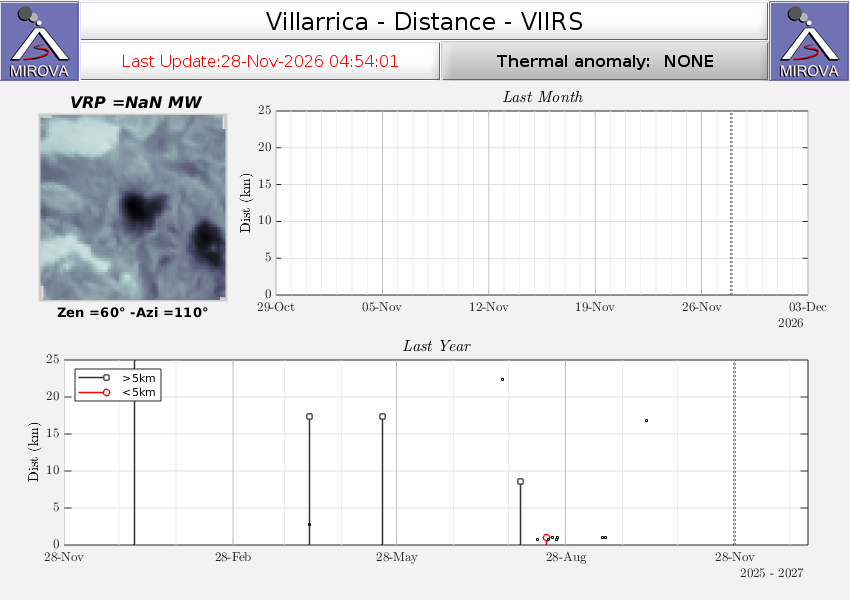 Villarrica - Distance - VIIRS
MIROVA
Last Update:28-Nov-2026 04:54:01
Thermal anomaly: NONE
MIROVA
VRP =NaN MW
Zen =60° -Azi =110°
Last Month
Dist (km)
25
20
15
10
5
0
29-Oct
05-Nov
12-Nov
19-Nov
26-Nov
03-Dec
2026
Last Year
Dist (km)
25
20
15
10
5
0
>5km
<5km
28-Nov
28-Feb
28-May
28-Aug
28-Nov
2025 - 2027